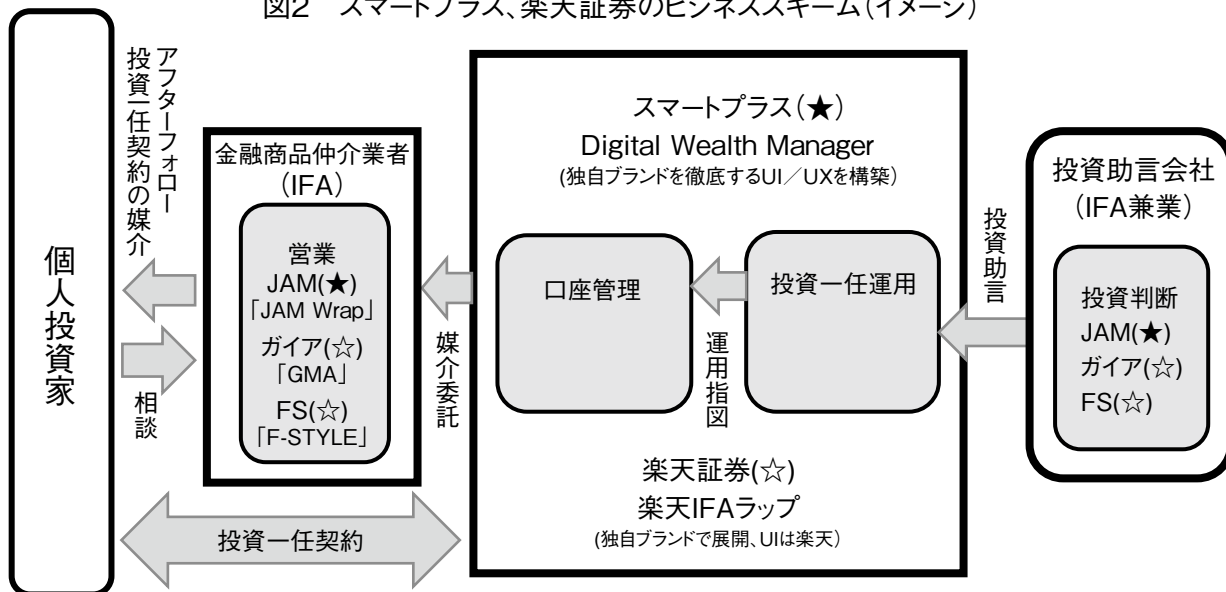 図2 スマートプラス、楽天証券のビジネススキーム(イメージ)
個人投資家
アフターフォロー
投資一任契約の媒介
相談
金融商品仲介業者
(IFA)
営業
JAM(★)
「JAM Wrap」
ガイア(☆)
「GMA」
FS(☆)
「F-STYLE」
投資一任契約
媒介委託
スマートプラス(★)
Digital Wealth Manager
(独自ブランドを徹底するUI/UXを構築)
口座管理
運用指図
投資一任運用
楽天証券(☆)
楽天IFAラップ
(独自ブランドで展開、UIは楽天)
投資助言
投資助言会社
(IFA兼業)
投資判断
JAM(★)
ガイア(☆)
FS(☆)